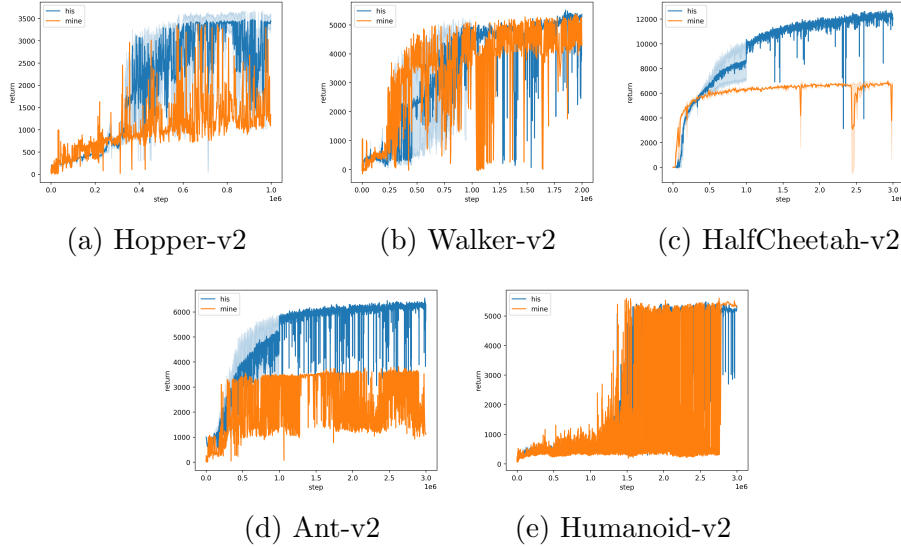 his
mine
3500
3000
2500
2000
1500
1000
500
0
return
0.0 0.2 0.4 0.6 0.8 1.0
step
1e6
(a) Hopper-v2
his
mine
5000
4000
3000
2000
1000
0
return
0.00 0.25 0.50 0.75 1.00 1.25 1.50 1.75 2.00
step
1e6
(b) Walker-v2
his
mine
12000
10000
8000
6000
4000
2000
0
return
0.0 0.5 1.0 1.5 2.0 2.5 3.0
step
1e6
(c) HalfCheetah-v2
his
mine
6000
5000
4000
3000
2000
1000
0
return
0.0 0.5 1.0 1.5 2.0 2.5 3.0
step
1e6
(d) Ant-v2
his
mine
5000
4000
3000
2000
1000
0
return
0.0 0.5 1.0 1.5 2.0 2.5 3.0
step
1e6
(e) Humanoid-v2